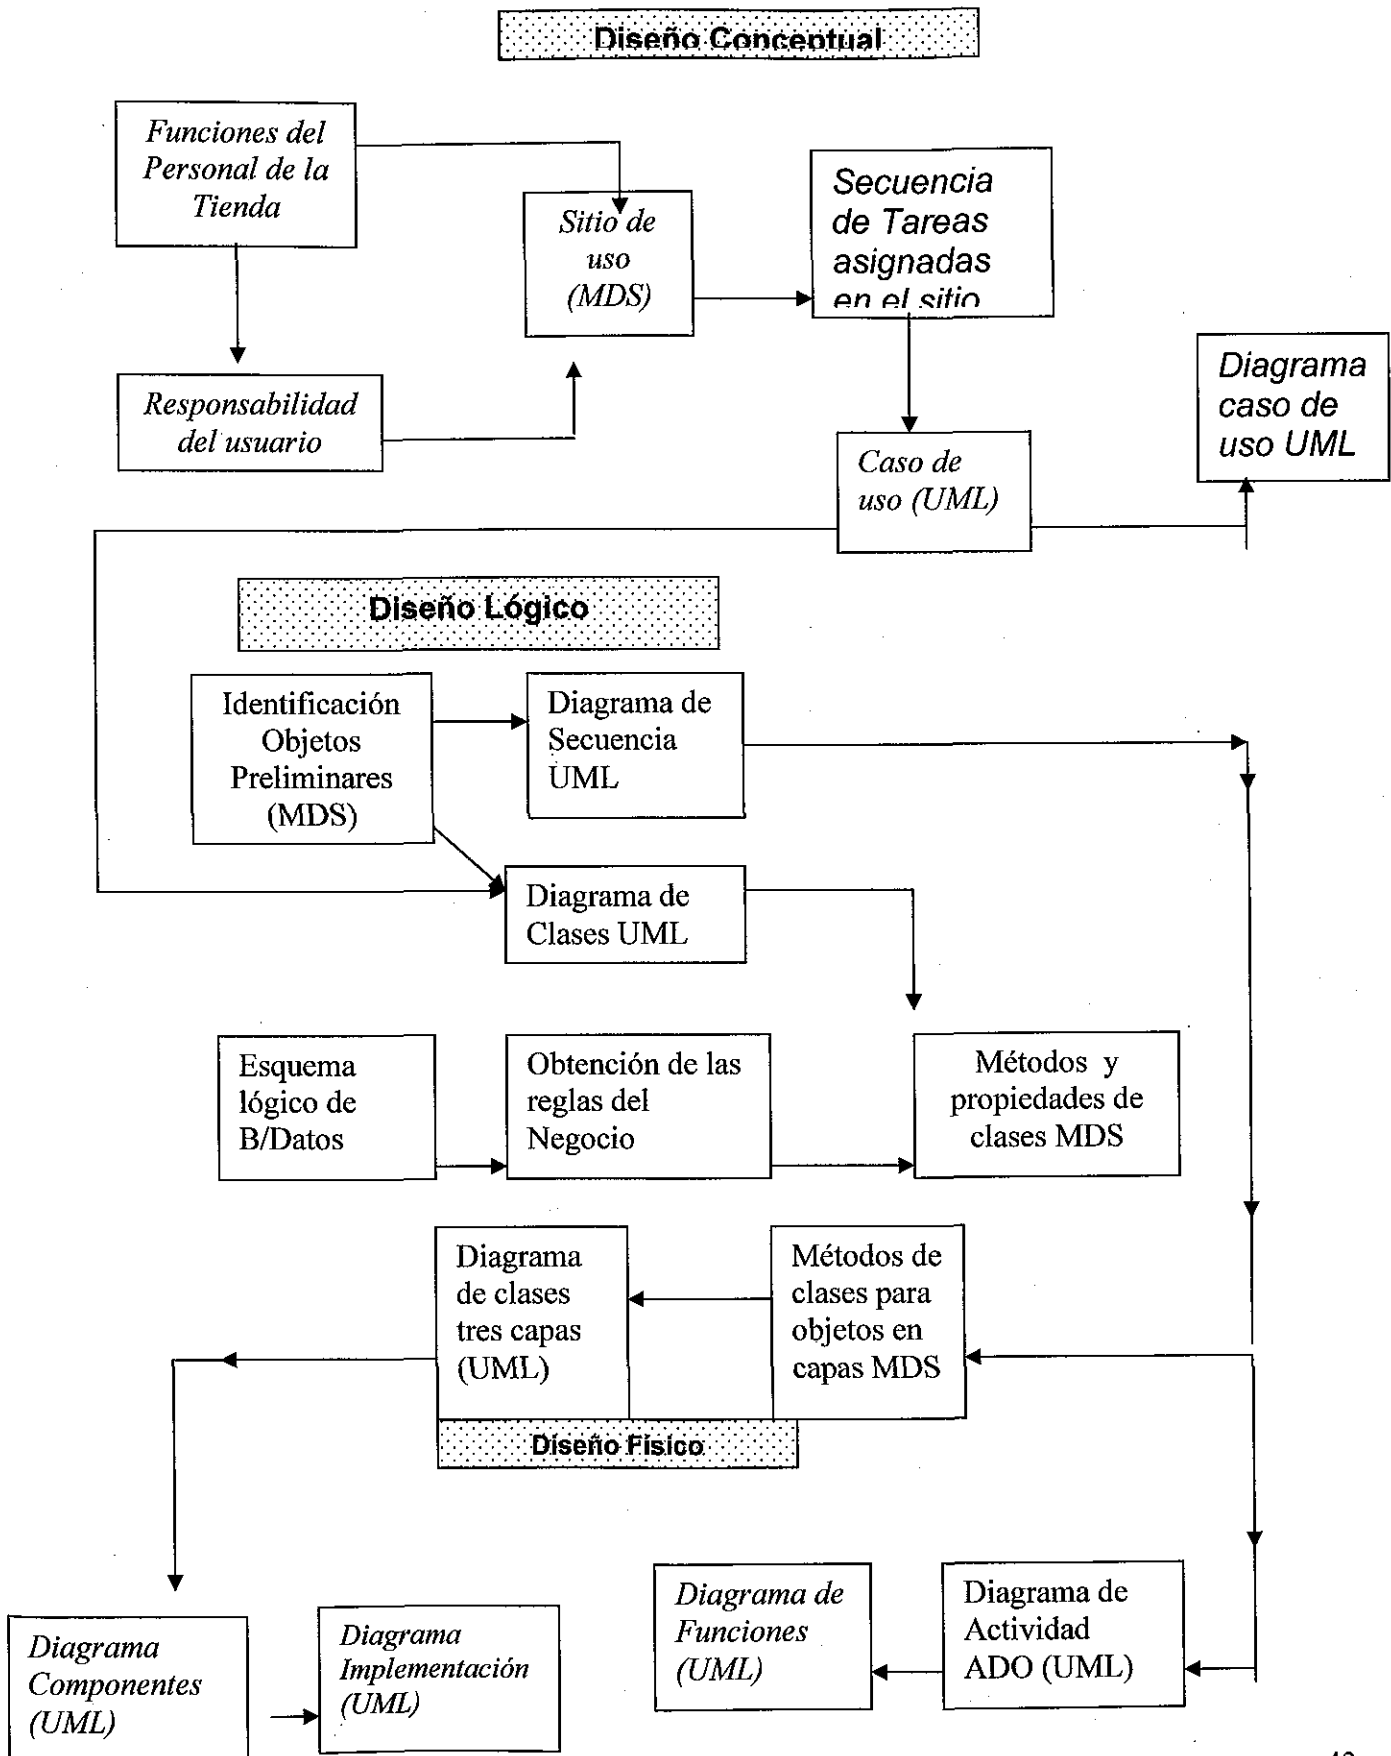 Diseño Conceptual
Funciones del
Personal de la
Tienda
Sitio de
uso
(MDS)
Secuencia
de Tareas
asignadas
en el sitio
Responsabilidad
del usuario
Diagrama
caso de
uso UML
Caso de
uso (UML)
Diseño Lógico
Identificación
Objetos
Preliminares
(MDS)
Diagrama de
Secuencia
UML
Diagrama de
Clases UML
Esquema
lógico de
B/Datos
Obtención de las
reglas del
Negocio
Métodos y
propiedades de
clases MDS
Diagrama
de clases
tres capas
(UML)
Métodos de
clases para
objetos en
capas MDS
Diseño Físico
Diagrama
Componentes
(UML)
Diagrama
Implementación
(UML)
Diagrama de
Funciones
(UML)
Diagrama de
Actividad
ADO (UML)